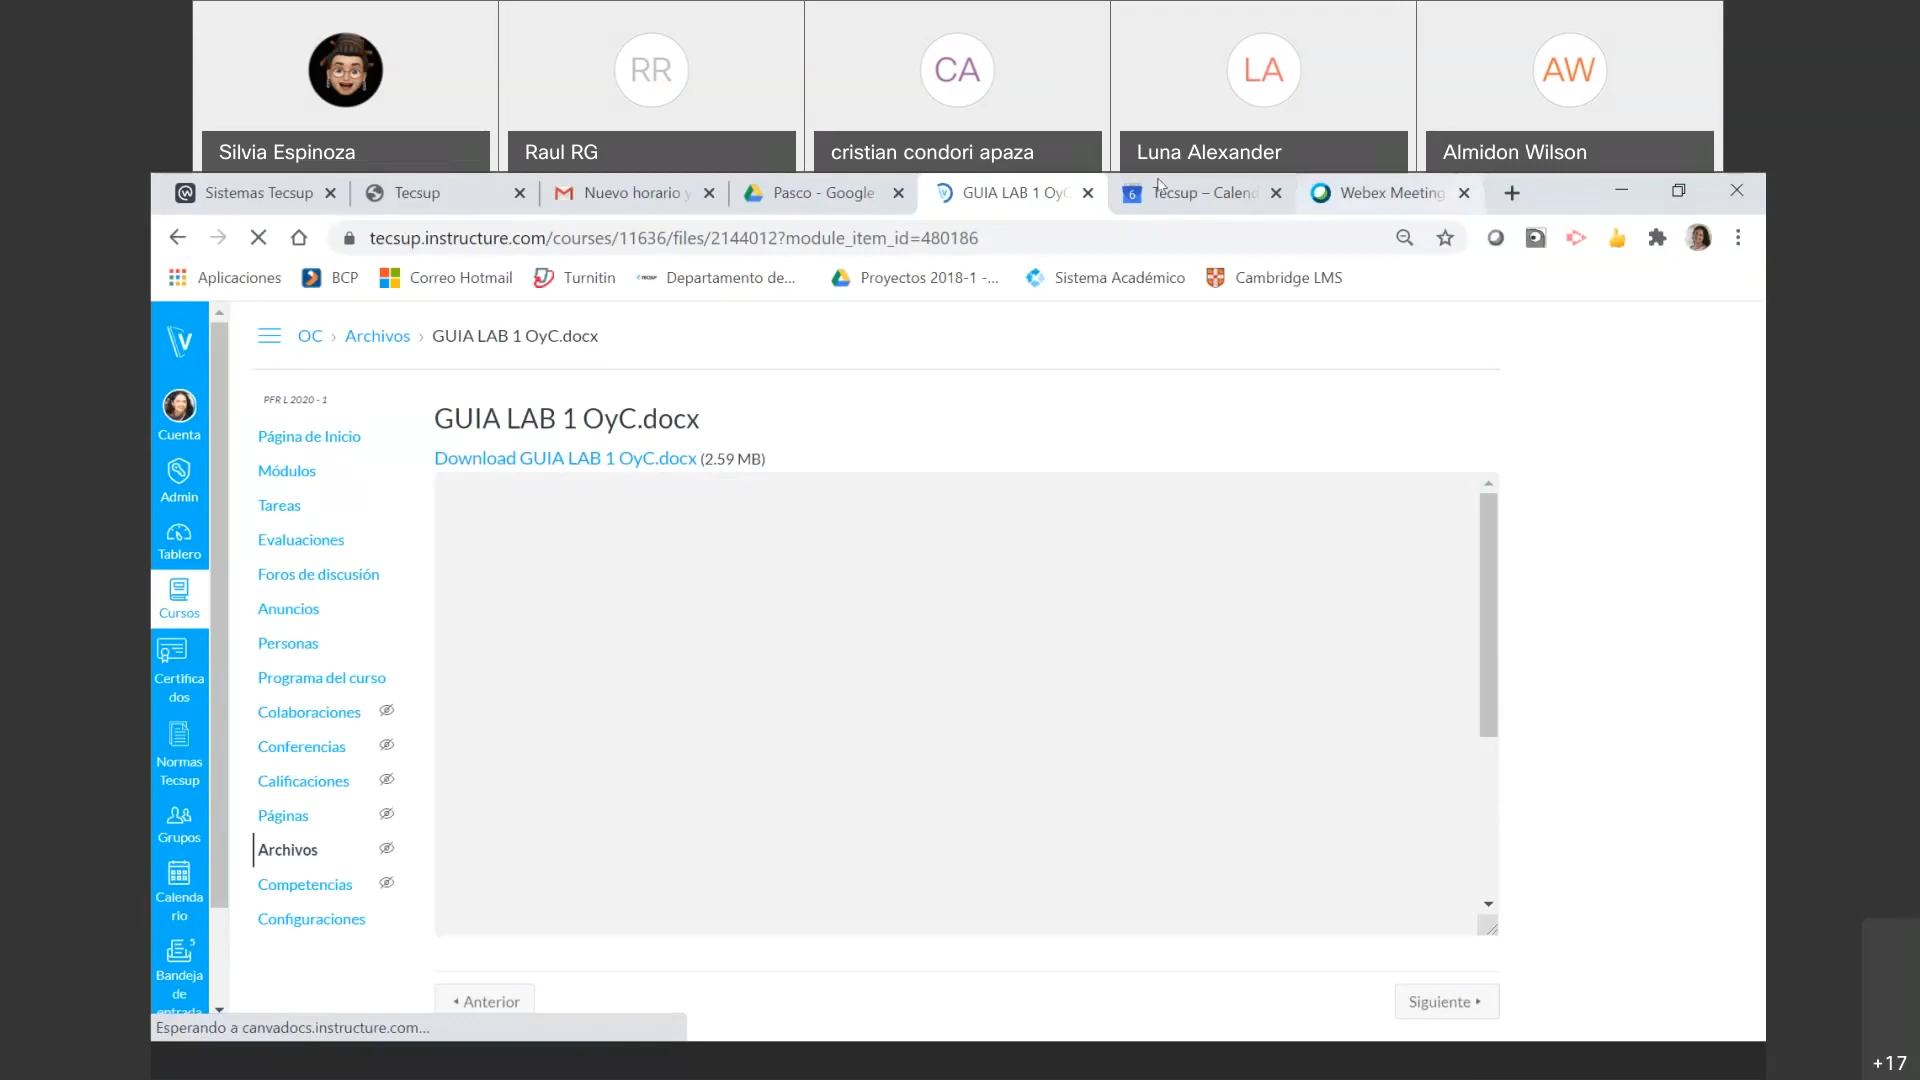 RR
CA
LA
AW
Silvia Espinoza
Raul RG
cristian condori apaza
Luna Alexander
Almidon Wilson
Sistemas Tecsup
Tecsup
Nuevo horario y
Pasco - Google
GUIA LAB 1 OyC
6
Tecsup – Calend
Webex Meeting
tecsup.instructure.com/courses/11636/files/2144012?module_item_id=480186
Aplicaciones
BCP
Correo Hotmail
Turnitin
Departamento de...
Proyectos 2018-1 -...
Sistema Académico
Cambridge LMS
OC › Archivos › GUIA LAB 1 OyC.docx
Cuenta
Admin
Tablero
Cursos
Certifica
dos
Normas
Tecsup
Grupos
Calenda
rio
5
Bandeja
de
entrada
PFR L 2020 - 1
Página de Inicio
Módulos
Tareas
Evaluaciones
Foros de discusión
Anuncios
Personas
Programa del curso
Colaboraciones
Conferencias
Calificaciones
Páginas
Archivos
Competencias
Configuraciones
GUIA LAB 1 OyC.docx
Download GUIA LAB 1 OyC.docx (2.59 MB)
Anterior
Siguiente
Esperando a canvadocs.instructure.com...
+17